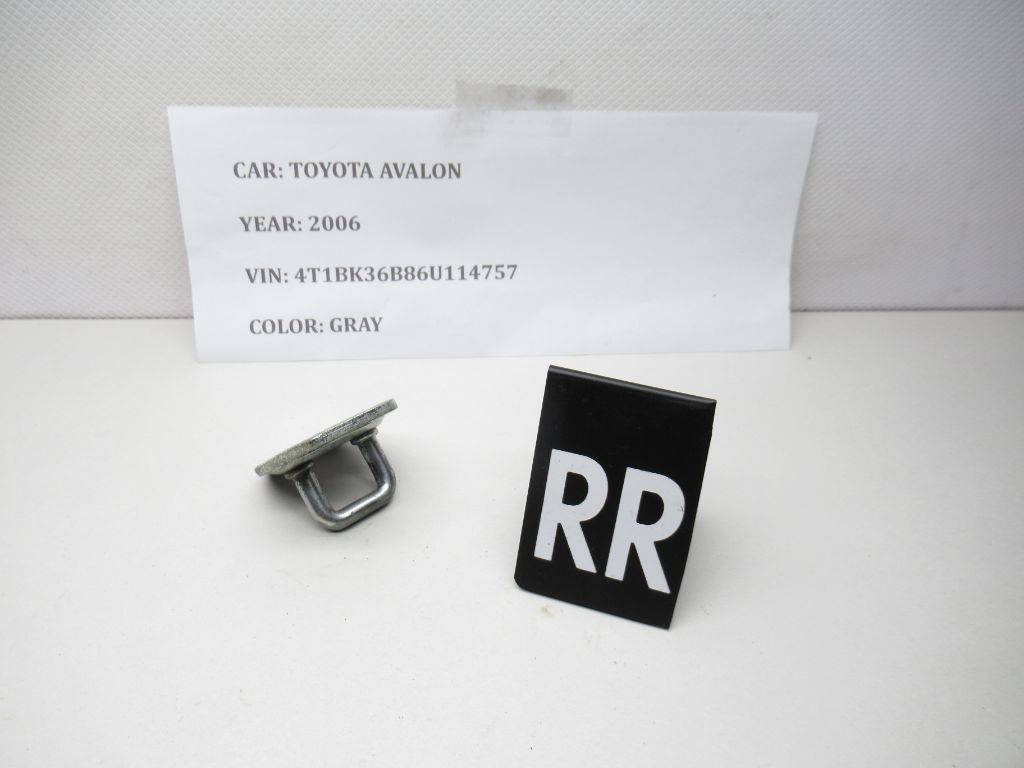 CAR: TOYOTA AVALON
YEAR: 2006
VIN: 4T1BK36B86U114757
COLOR: GRAY
RR